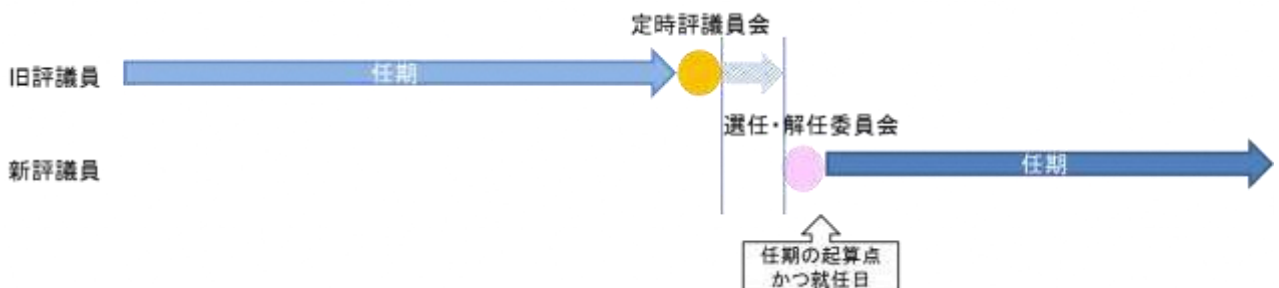 定時評議員会
旧評議員
任期
選任・解任委員会
新評議員
任期
任期の起算点
かつ就任日